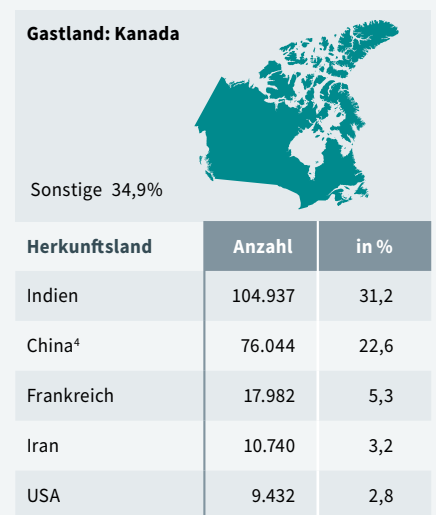 Gastland: Kanada
Sonstige 34,9%
Herkunftsland Anzahl in %
Indien 104.937 31,2
China⁴ 76.044 22,6
Frankreich 17.982 5,3
Iran 10.740 3,2
USA 9.432 2,8